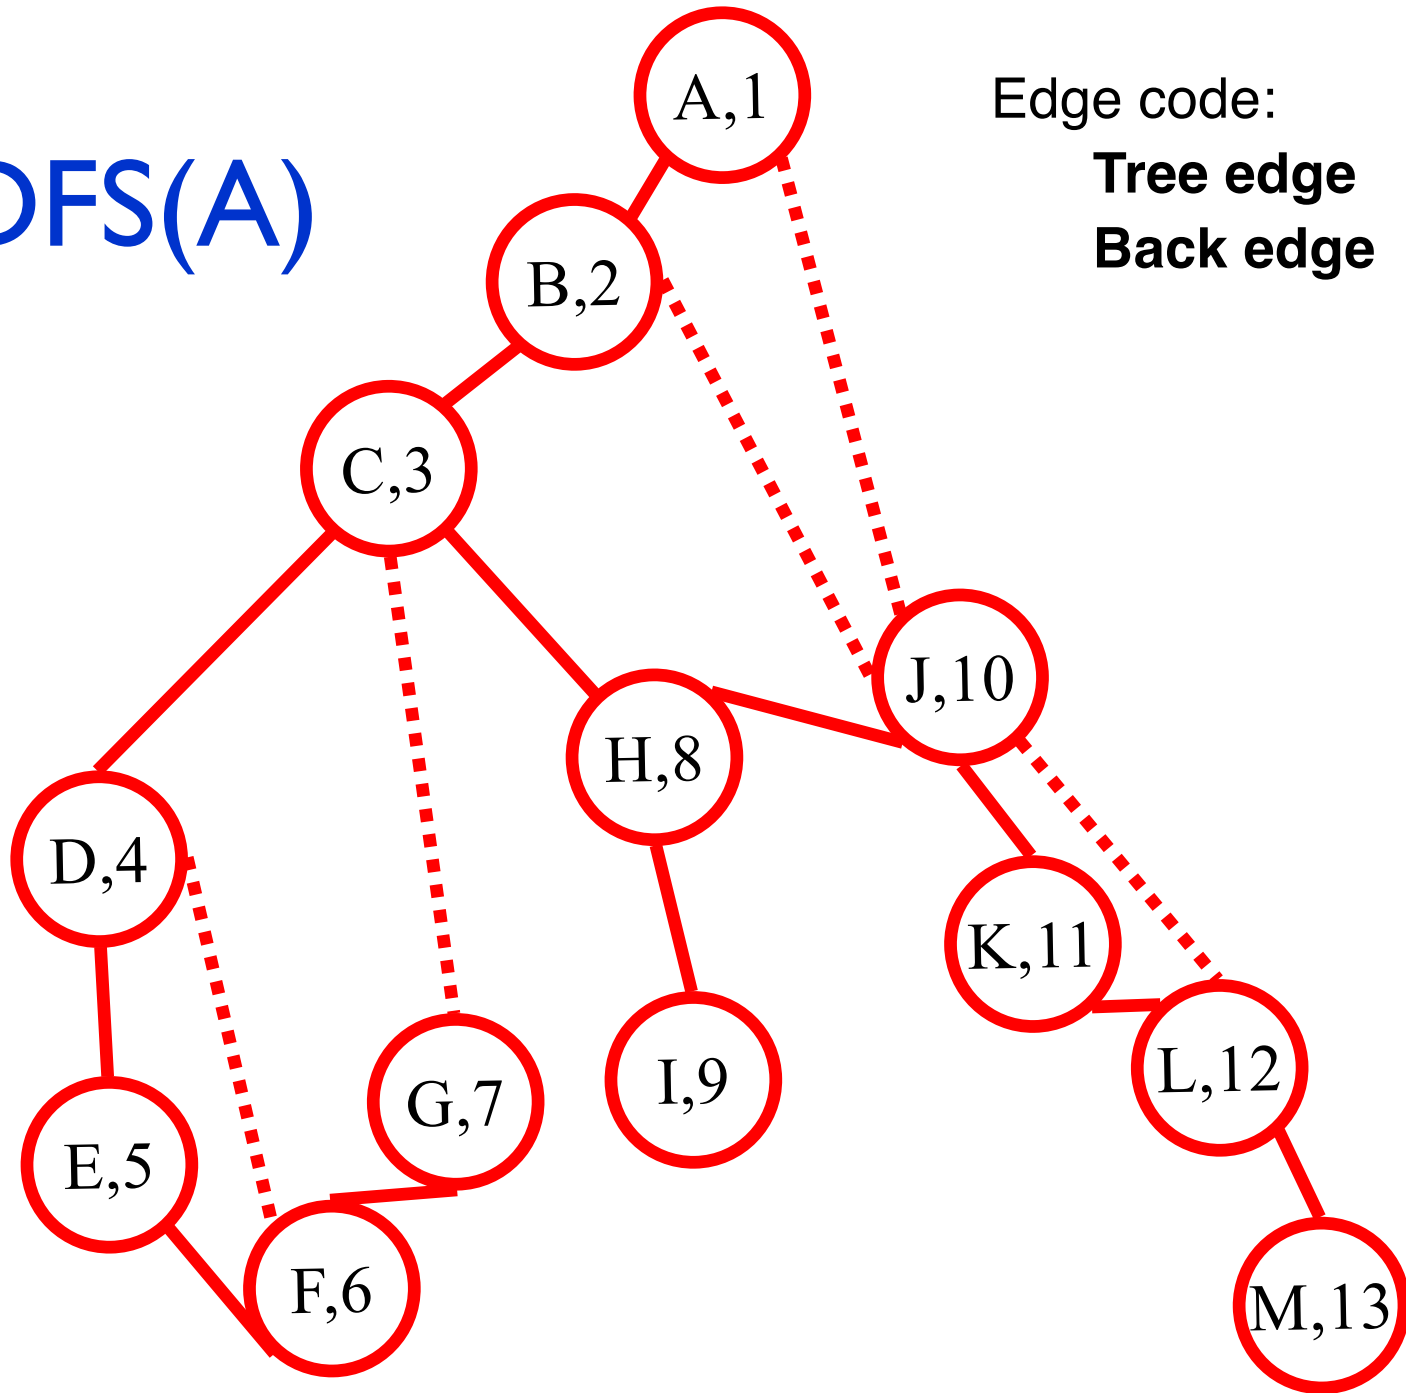 A,1
Edge code:
Tree edge
DFS(A)
Back edge
B,2
C,3
J,10
H,8
D,4
K,11
L,12
I,9
G,7
E,5
F,6
M,13